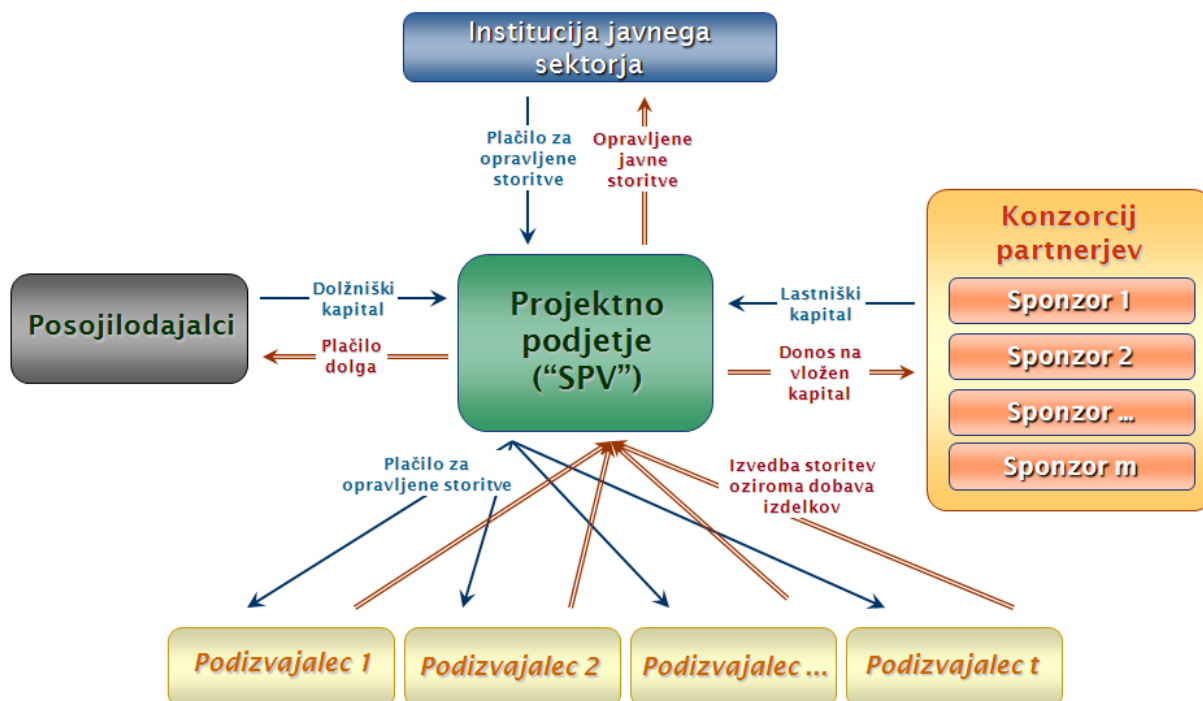 Institucija javnega
sektorja
Plačilo za
opravljene
storitve
Opravljene
javne
storitve
Konzorcij
partnerjev
Sponzor 1
Sponzor 2
Sponzor ...
Sponzor m
Posojilodajalci
Dolžniški
kapital
Plačilo
dolga
Projektno
podjetje
(“SPV”)
Lastniški
kapital
Donos na
vložen
kapital
Plačilo za
opravljene storitve
Izvedba storitev
oziroma dobava
izdelkov
Podizvajalec 1
Podizvajalec 2
Podizvajalec ...
Podizvajalec t